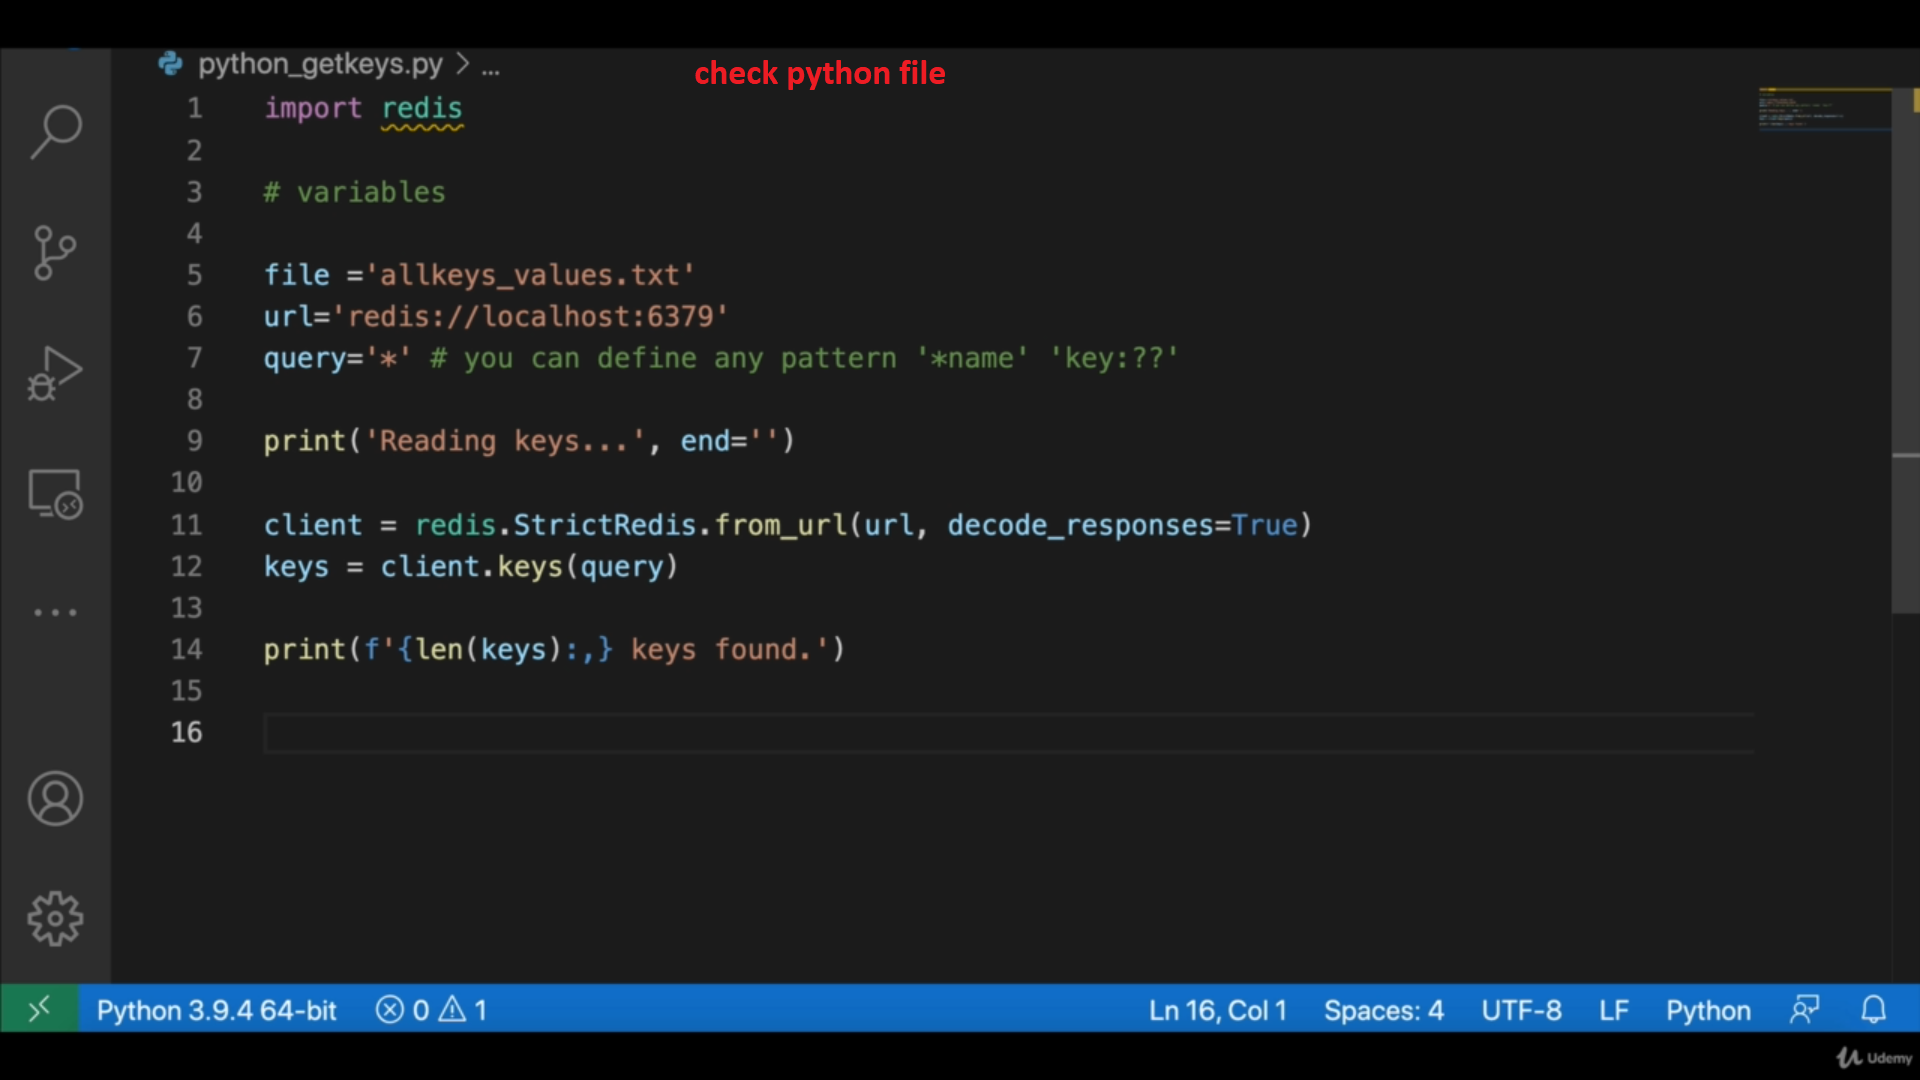 python_getkeys.py > ...
check python file
1 import redis
2
3 # variables
4
5 file ='allkeys_values.txt'
6 url='redis://localhost:6379'
7 query='*' # you can define any pattern '*name' 'key:??'
8
9 print('Reading keys...', end='')
10
11 client = redis.StrictRedis.from_url(url, decode_responses=True)
12 keys = client.keys(query)
13
14 print(f'{len(keys):,} keys found.')
15
16
Python 3.9.4 64-bit 0 1 Ln 16, Col 1 Spaces: 4 UTF-8 LF Python
Udemy